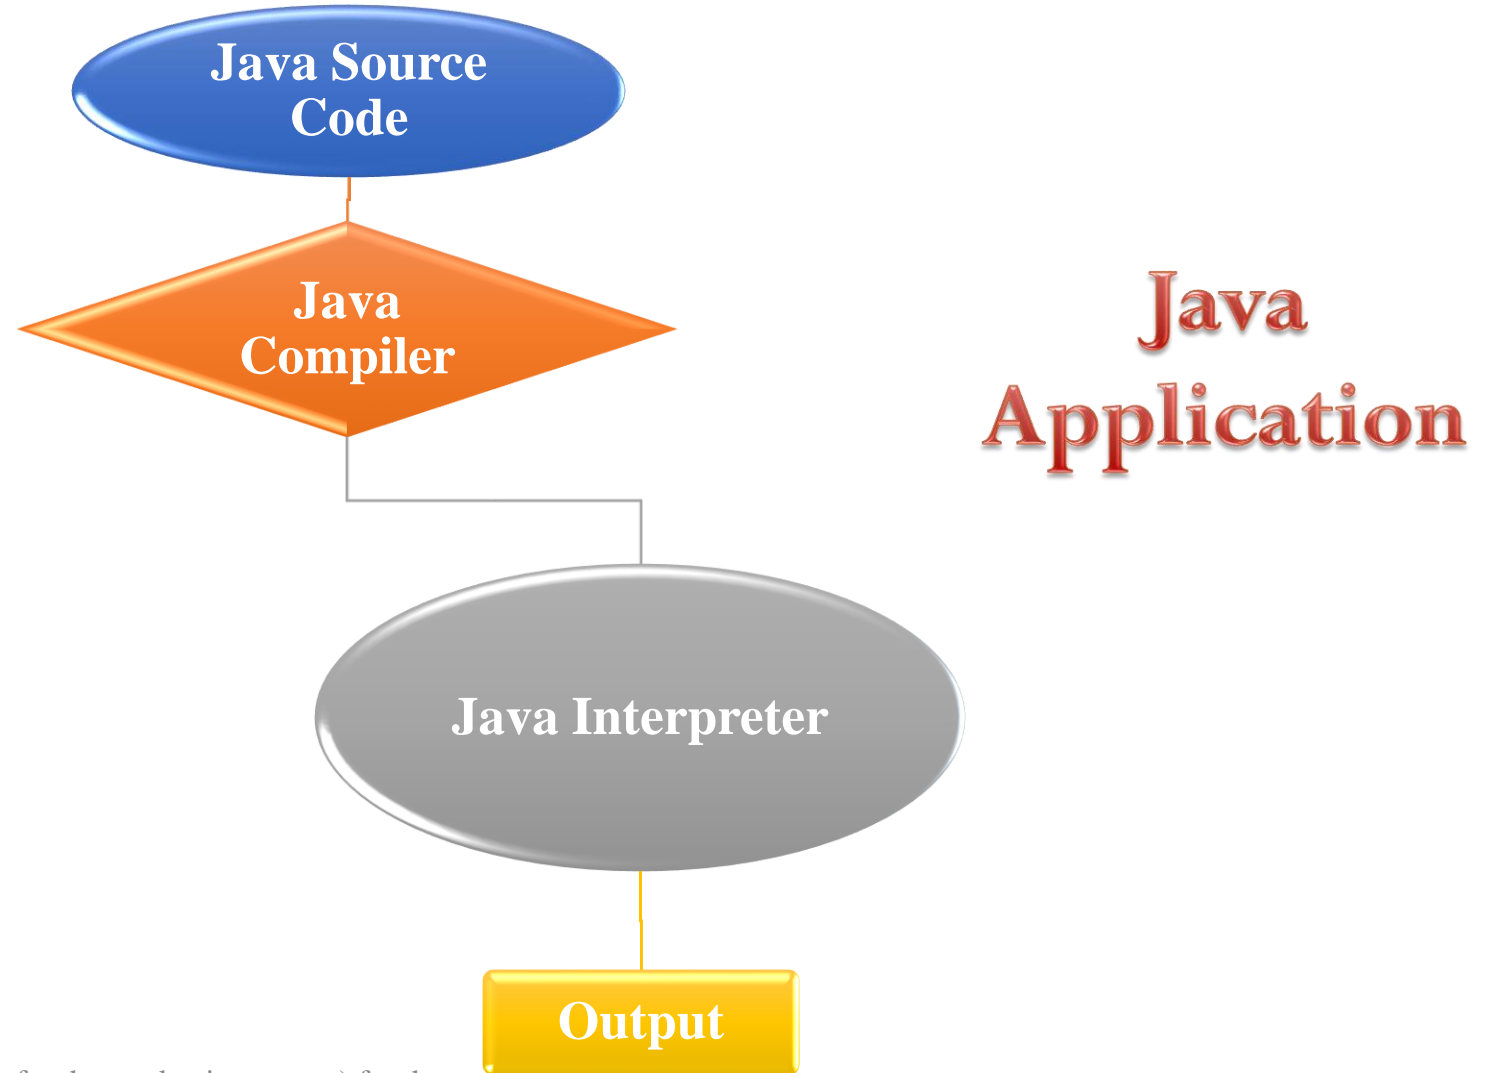 Java Source
Code
Java
Compiler
Java
Application
Java Interpreter
Output